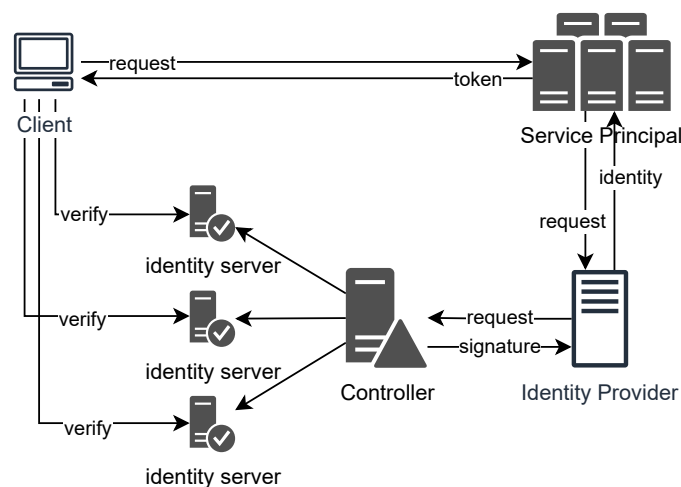 request
token
Client
Service Principal
identity
verify
request
identity server
verify
request
signature
identity server
Controller
Identity Provider
verify
identity server